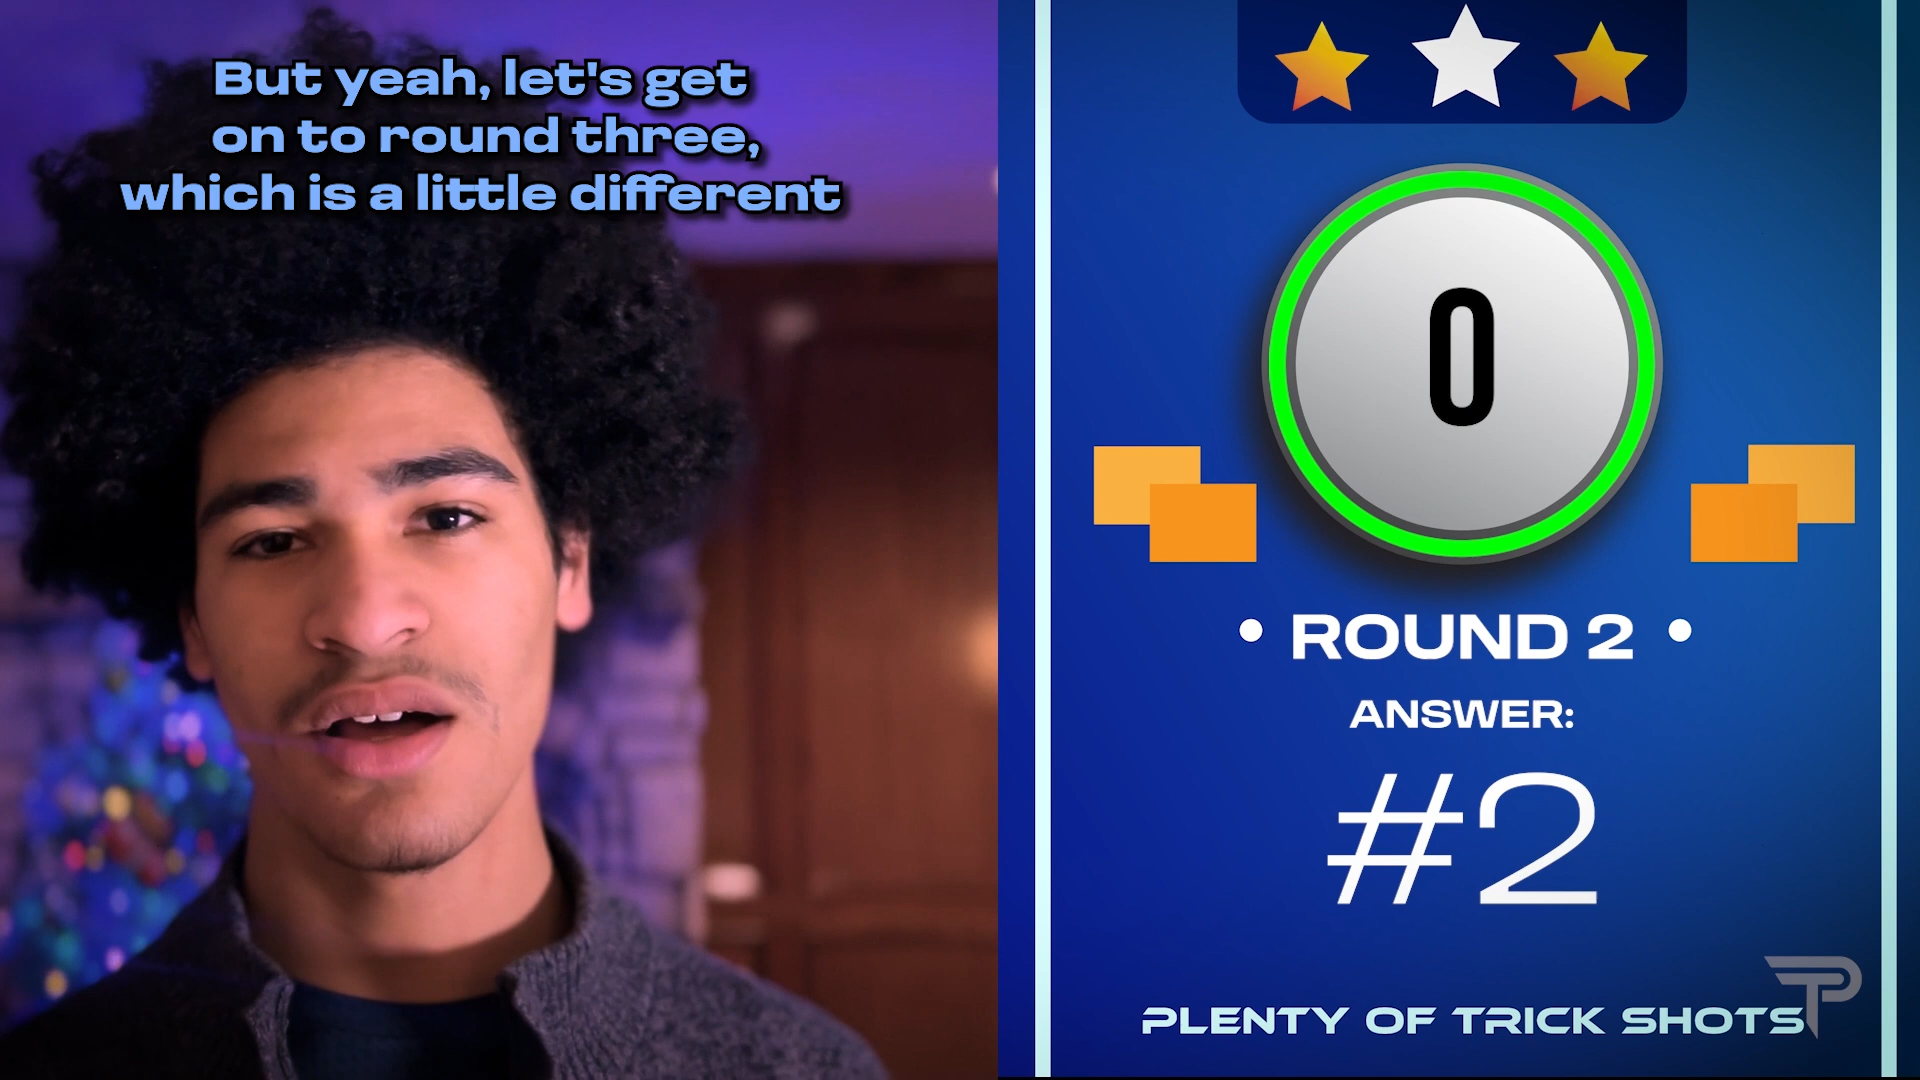 But yeah, let's get
on to round three,
which is a little different
0
• ROUND 2 •
ANSWER:
#2
PLENTY OF TRICK SHOTS